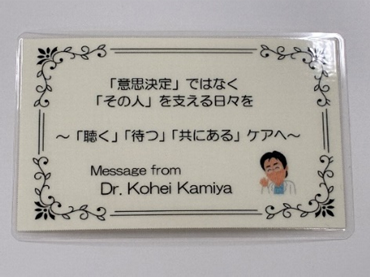 「意思決定」ではなく
「その人」を支える日々を
～「聴く」「待つ」「共にある」ケアへ～
Message from
Dr. Kohei Kamiya